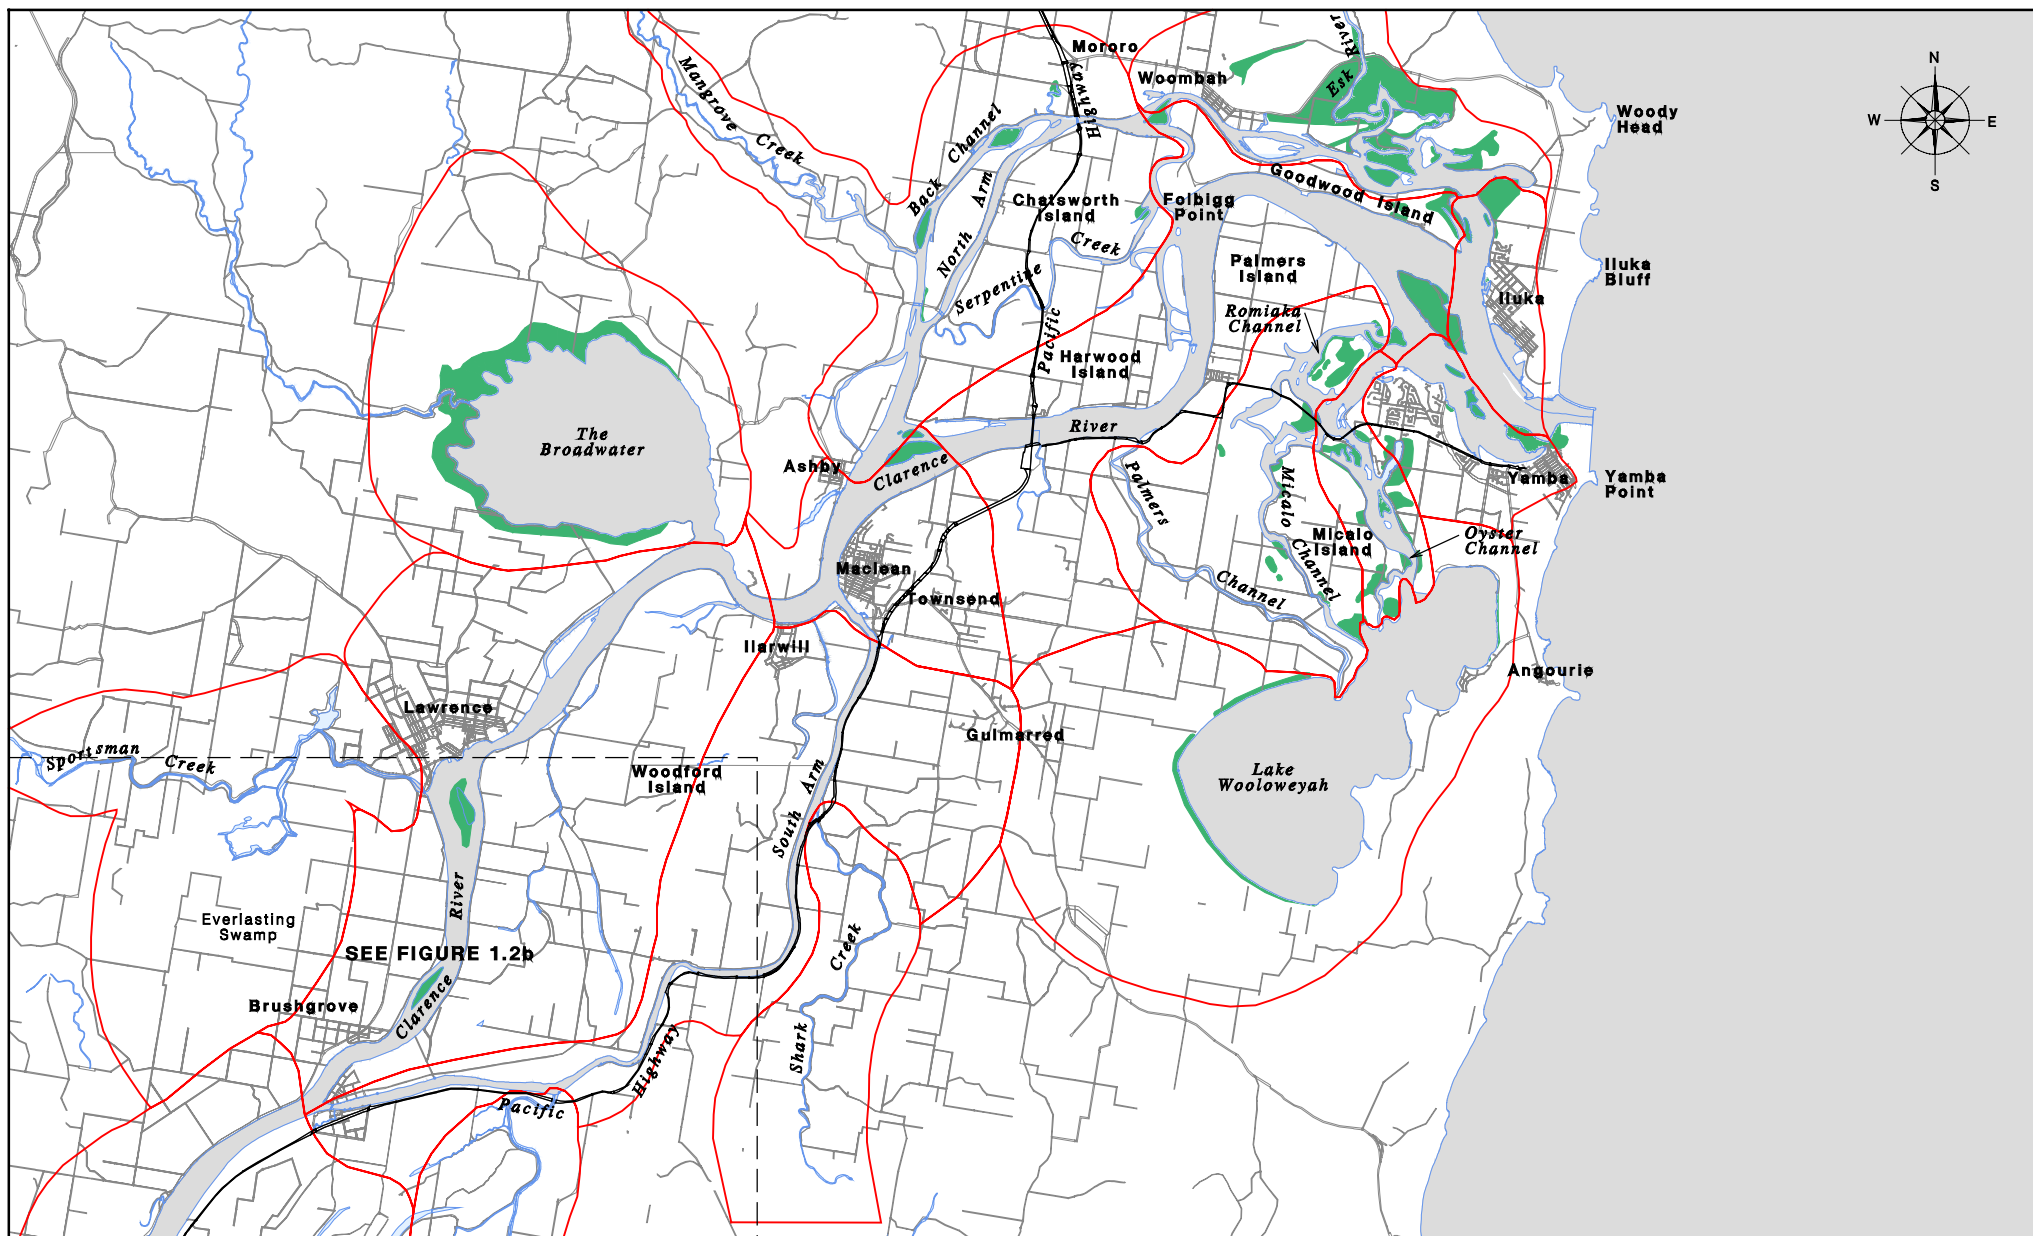 Mororo
Woombah
Esk River
Woody
Head
N
W
E
S
Mangrove Creek
Highway
Back Channel
North Arm
Chatsworth
Island
Folbigg
Point
Goodwood Island
Serpentine Creek
Palmers
Island
Iluka
Bluff
Iluka
Romiaka
Channel
Pacific
Harwood
Island
The
Broadwater
Ashby
Clarence River
Palmers Channel
Micalo Channel
Micalo
Island
Oyster
Channel
Yamba
Yamba
Point
Maclean
Townsend
Ilarwill
Angourie
Lawrence
Gulmarred
Sportsman Creek
Woodford
Island
South Arm
Lake
Wooloweyah
River
Everlasting
Swamp
SEE FIGURE 1.2b
Clarence
Brushgrove
Shark Creek
Pacific Highway